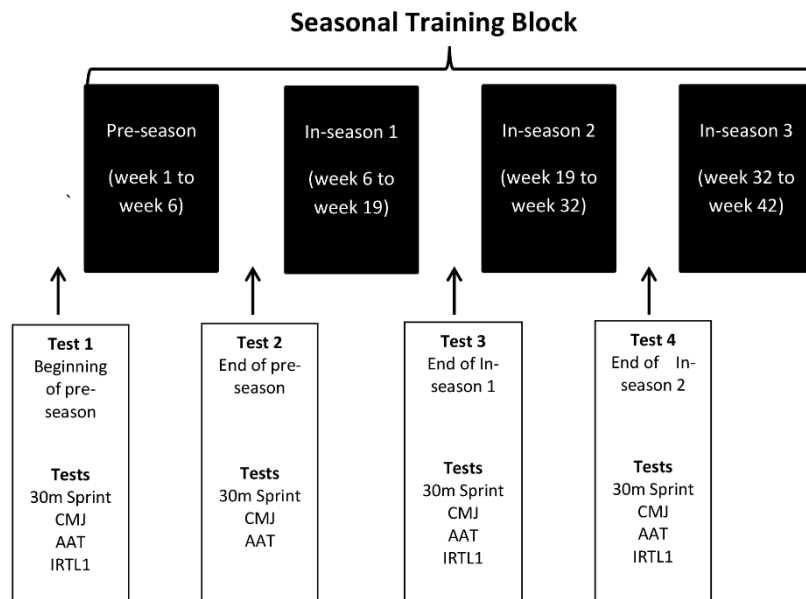 Seasonal Training Block
Pre-season
(week 1 to
week 6)
In-season 1
(week 6 to
week 19)
In-season 2
(week 19 to
week 32)
In-season 3
(week 32 to
week 42)
Test 1
Beginning
of pre-
season
Tests
30m Sprint
CMJ
AAT
IRTL1
Test 2
End of pre-
season
Tests
30m Sprint
CMJ
AAT
Test 3
End of In-
season 1
Tests
30m Sprint
CMJ
AAT
IRTL1
Test 4
End of In-
season 2
Tests
30m Sprint
CMJ
AAT
IRTL1